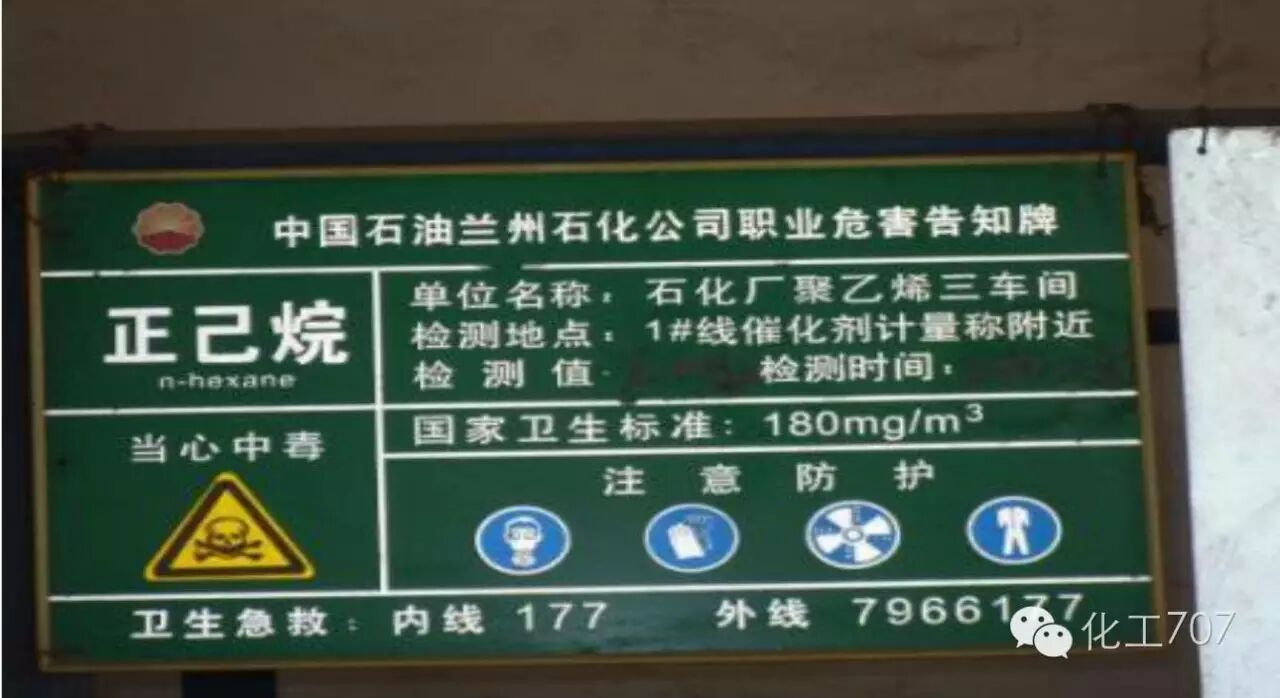 中国石油兰州石化公司职业危害告知牌
正己烷
n-hexane
单位名称：石化厂聚乙烯三车间
检测地点：1#线催化剂计量称附近
检测值
检测时间：
国家卫生标准：180mg/m³
当心中毒
注意防护
卫生急救：内线 177 外线 7966177
化工707